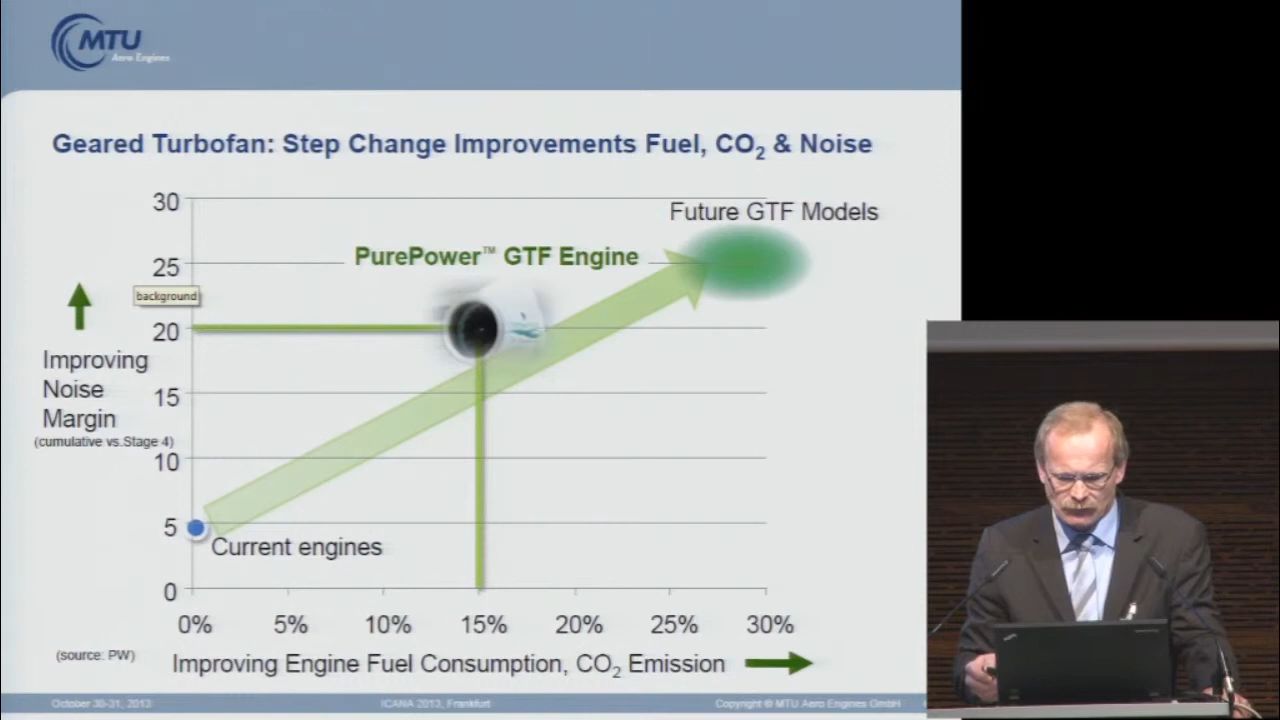 MTU
Aero Engines
Geared Turbofan: Step Change Improvements Fuel, CO2 & Noise
30
Future GTF Models
PurePower™ GTF Engine
25
background
20
Improving
Noise
Margin
(cumulative vs.Stage 4)
15
10
5
Current engines
0
0% 5% 10% 15% 20% 25% 30%
(source: PW)
Improving Engine Fuel Consumption, CO2 Emission
October 30-31, 2013
ICANA 2013, Frankfurt
Copyright © MTU Aero Engines GmbH